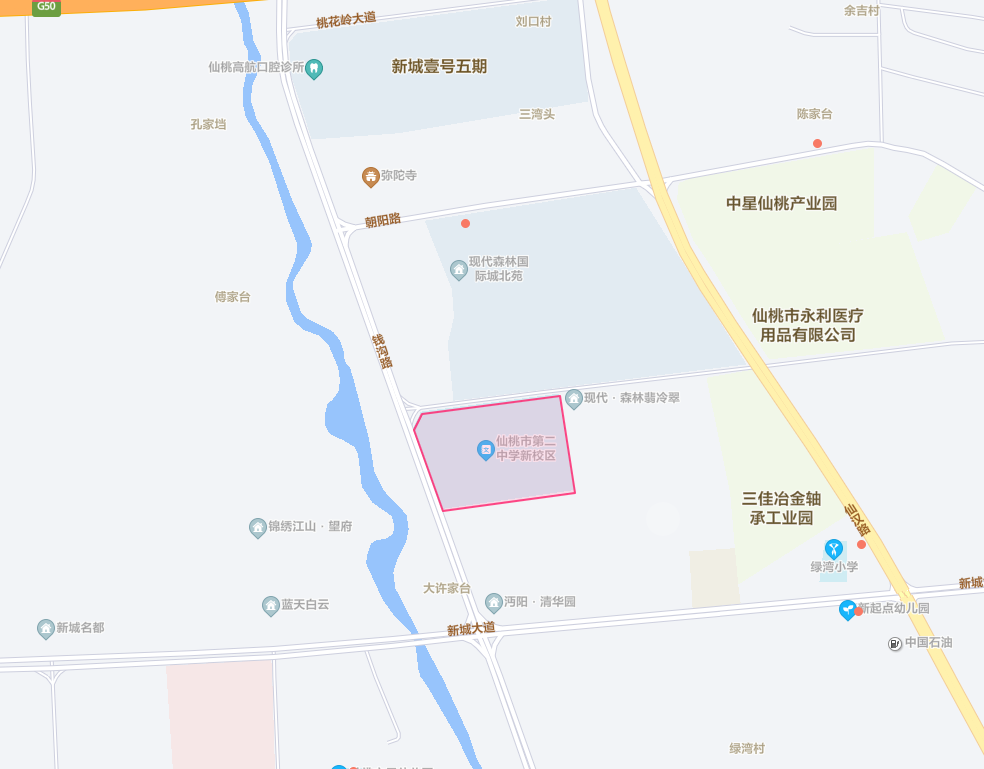 G50
桃花岭大道
刘口村
余吉村
仙桃高航口腔诊所
新城壹号五期
孔家垱
三湾头
陈家台
弥陀寺
朝阳路
中星仙桃产业园
现代森林国
际城北苑
傅家台
仙桃市永利医疗
用品有限公司
钱沟路
现代·森林翡冷翠
仙桃市第二
中学新校区
三佳冶金轴
承工业园
仙汉路
锦绣江山·望府
绿湾小学
大许家台
新城
蓝天白云
沔阳·清华园
新起点幼儿园
新城名都
新城大道
中国石油
绿湾村